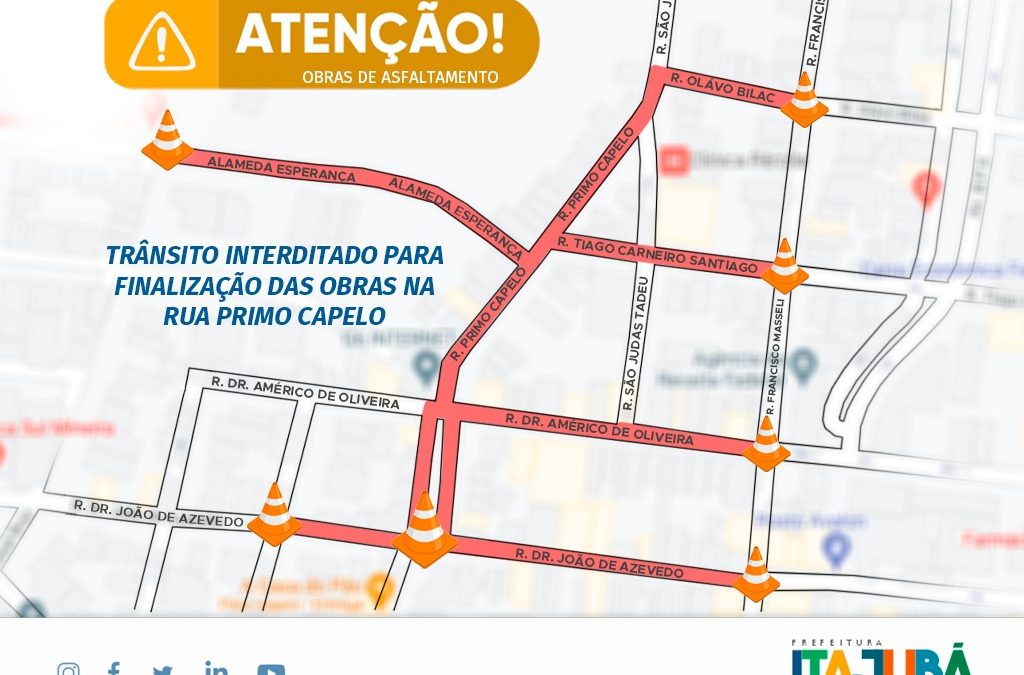 ATENÇÃO!
OBRAS DE ASFALTAMENTO
R. SÃO J
R. FRANCIS
R. OLÁVO BILAC
ALAMEDA ESPERANÇA
ALAMEDA ESPERANÇA
R. PRIMO CAPELO
R. TIAGO CARNEIRO SANTIAGO
TRÂNSITO INTERDITADO PARA
FINALIZAÇÃO DAS OBRAS NA
RUA PRIMO CAPELO
R. PRIMO CAPELO
R. SÃO JUDAS TADEU
R. FRANCISCO MASSELI
R. DR. AMÉRICO DE OLIVEIRA
R. DR. AMÉRICO DE OLIVEIRA
R. DR. JOÃO DE AZEVEDO
R. DR. JOÃO DE AZEVEDO
PREFEITURA
ITAJUBÁ